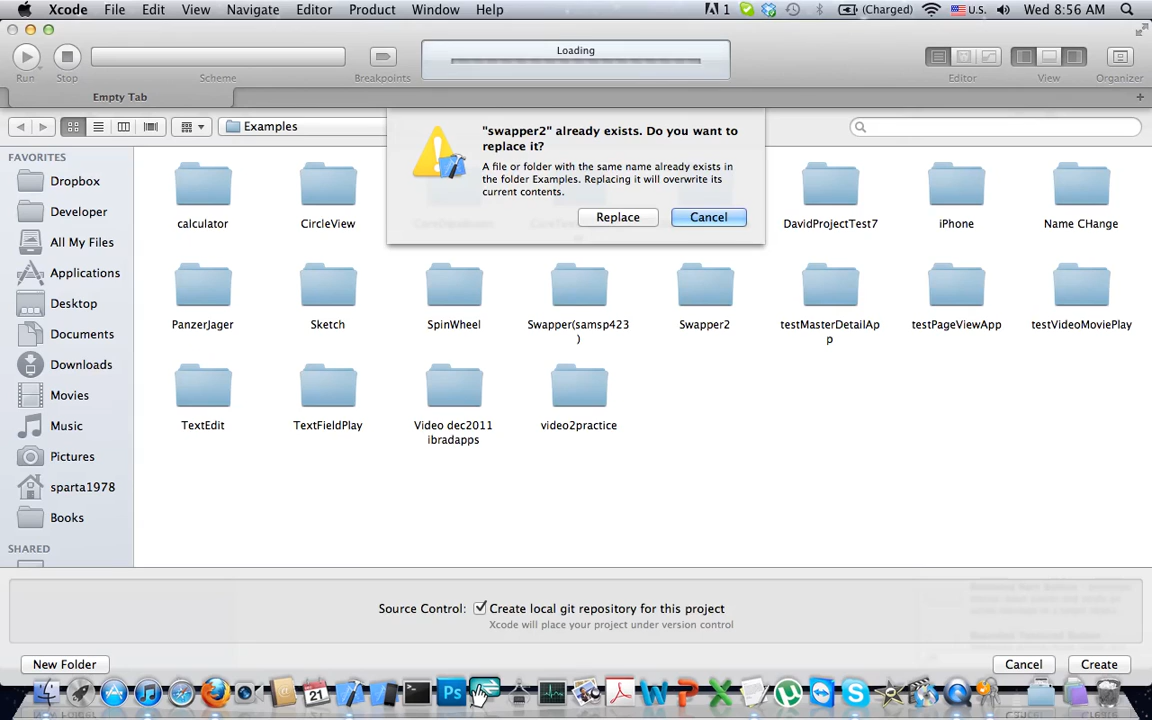 Xcode File Edit View Navigate Editor Product Window Help 1 (Charged) U.S. Wed 8:56 AM
Loading
Run Stop Scheme Breakpoints Editor View Organizer
Empty Tab
Examples
"swapper2" already exists. Do you want to
replace it?
A file or folder with the same name already exists in
the folder Examples. Replacing it will overwrite its
current contents.
Replace Cancel
FAVORITES
Dropbox
Developer
All My Files
Applications
Desktop
Documents
Downloads
Movies
Music
Pictures
sparta1978
Books
SHARED
calculator CircleView DavidProjectTest7 iPhone Name CHange
PanzerJager Sketch SpinWheel Swapper(samsp423 Swapper2 testMasterDetailAp testPageViewApp testVideoMoviePlay
) p
TextEdit TextFieldPlay Video dec2011 video2practice
ibradapps
Source Control: Create local git repository for this project
Xcode will place your project under version control
New Folder Cancel Create
21 Ps